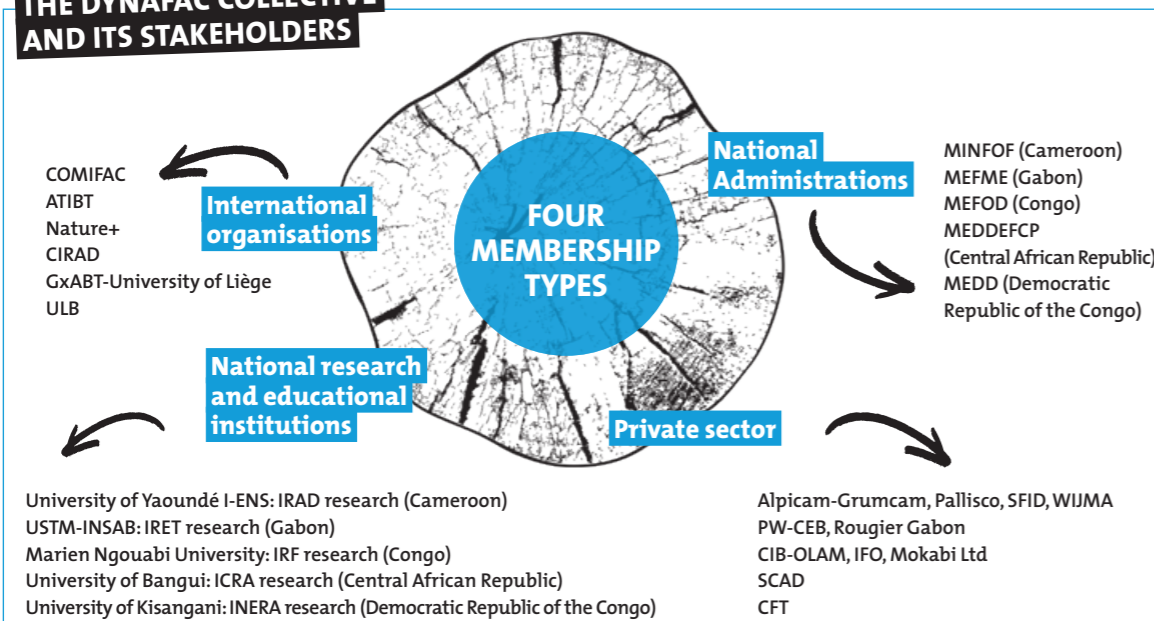 THE DYNAFAC COLLECTIVE
AND ITS STAKEHOLDERS
FOUR
MEMBERSHIP
TYPES
International
organisations
COMIFAC
ATIBT
Nature+
CIRAD
GxABT-University of Liège
ULB
National
Administrations
MINFOF (Cameroon)
MEFME (Gabon)
MEFOD (Congo)
MEDDEFCP
(Central African Republic)
MEDD (Democratic
Republic of the Congo)
National research
and educational
institutions
University of Yaoundé I-ENS: IRAD research (Cameroon)
USTM-INSAB: IRET research (Gabon)
Marien Ngouabi University: IRF research (Congo)
University of Bangui: ICRA research (Central African Republic)
University of Kisangani: INERA research (Democratic Republic of the Congo)
Private sector
Alpicam-Grumcam, Pallisco, SFID, WIJMA
PW-CEB, Rougier Gabon
CIB-OLAM, IFO, Mokabi Ltd
SCAD
CFT